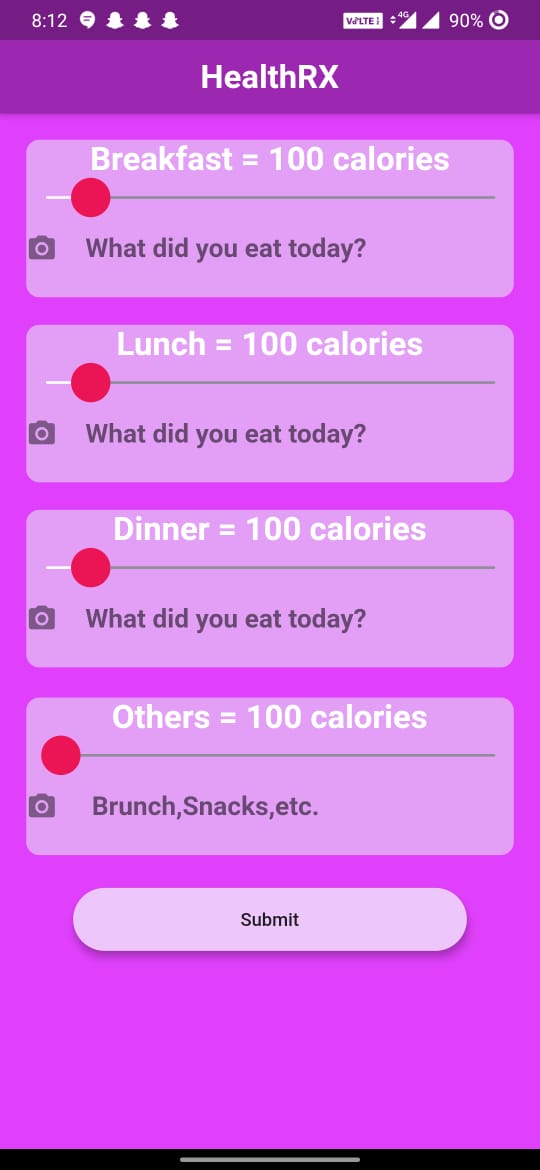 8:12 VoLTE 4G 90%
HealthRX
Breakfast = 100 calories
What did you eat today?
Lunch = 100 calories
What did you eat today?
Dinner = 100 calories
What did you eat today?
Others = 100 calories
Brunch,Snacks,etc.
Submit